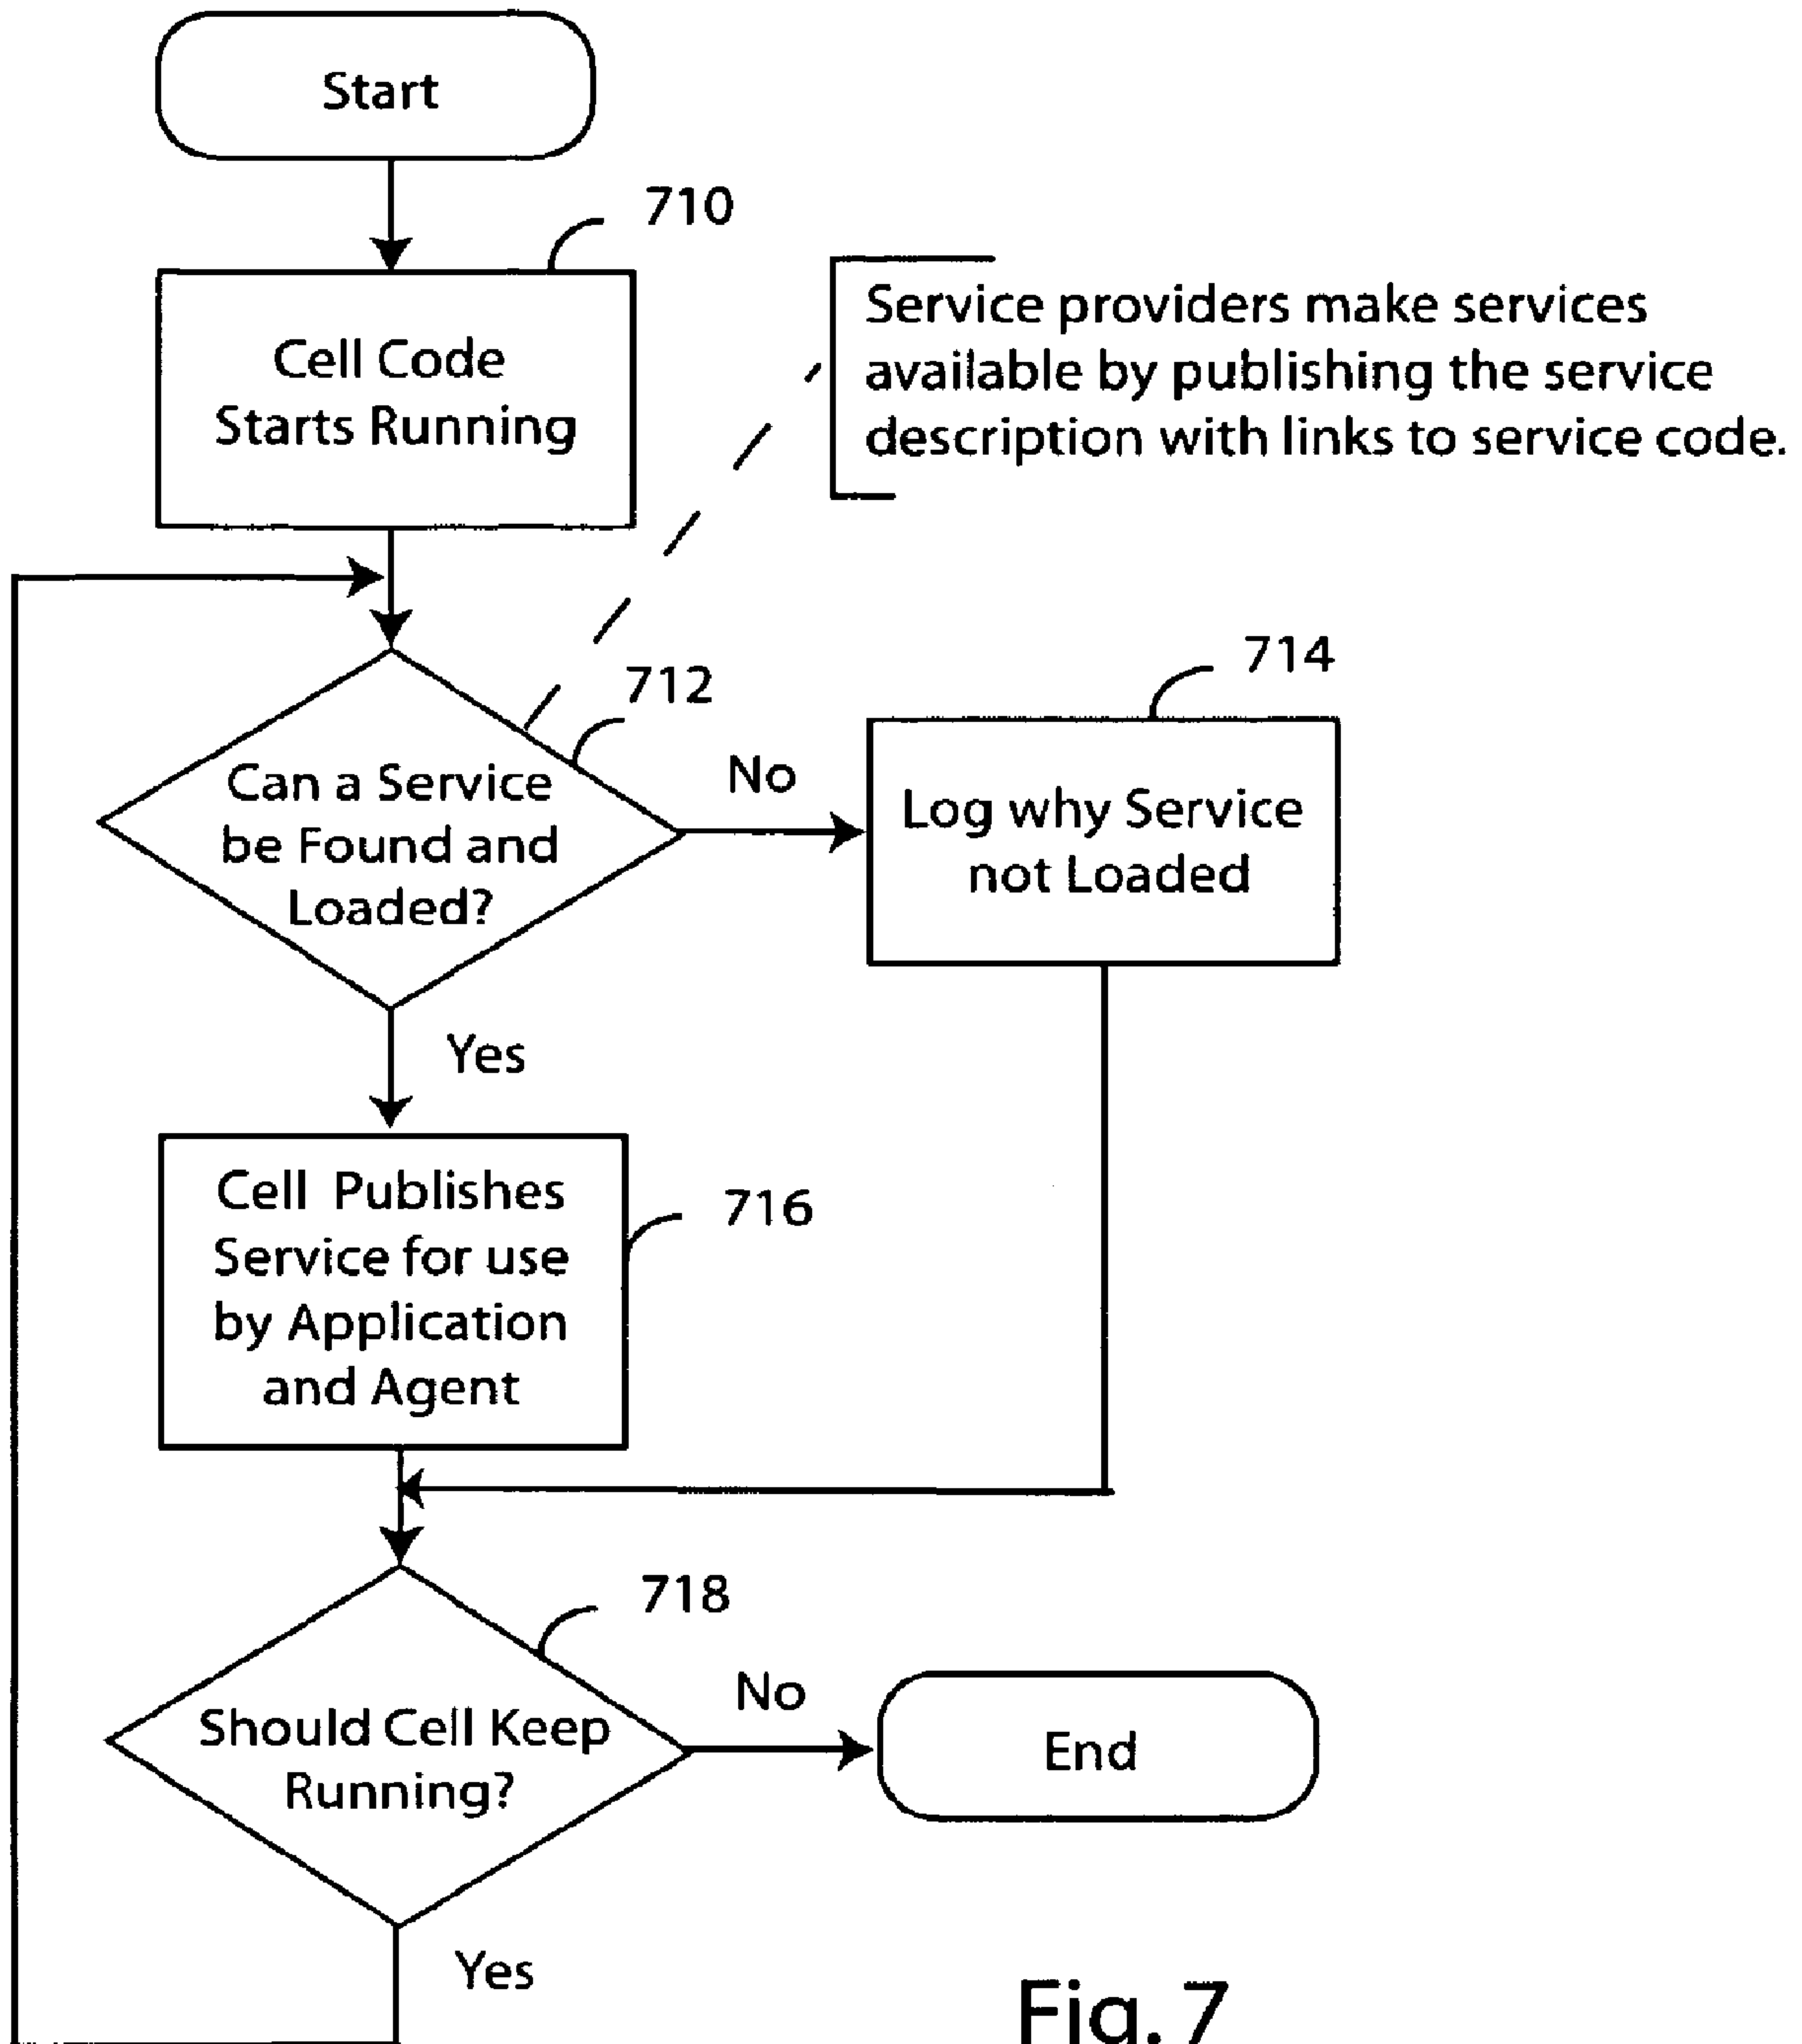 Start
710
Cell Code
Starts Running
Service providers make services
available by publishing the service
description with links to service code.
712
714
Can a Service
be Found and
Loaded?
No
Log why Service
not Loaded
Yes
Cell Publishes
Service for use
by Application
and Agent
716
718
Should Cell Keep
Running?
No
End
Yes
Fig. 7